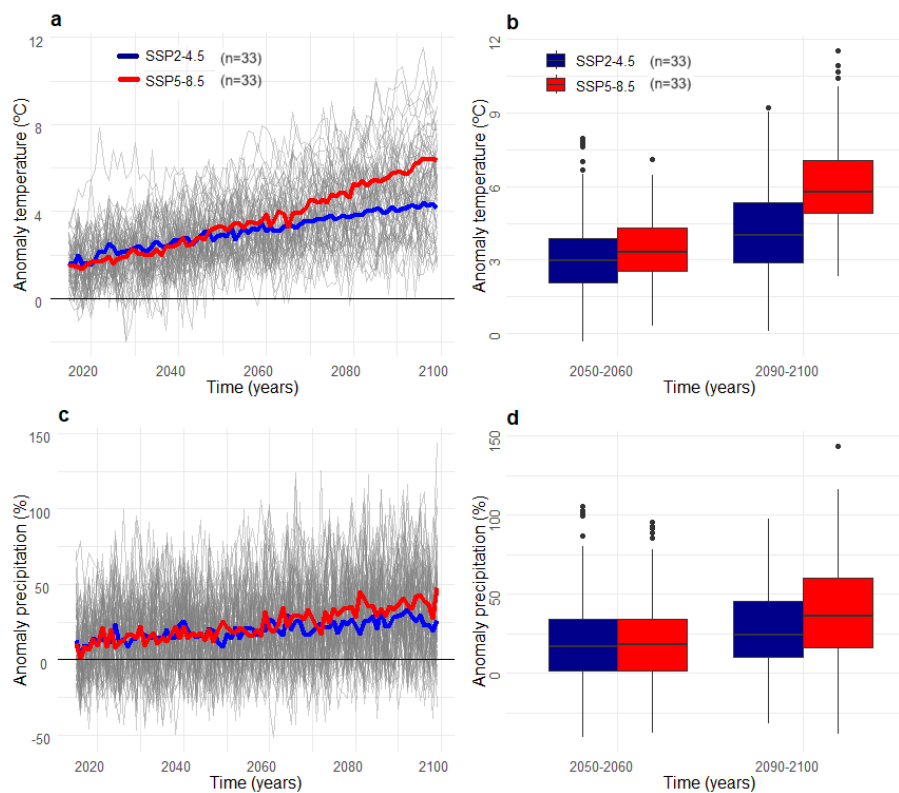 a
12
8
4
0
Anomaly temperature (ºC)
SSP2-4.5 (n=33)
SSP5-8.5 (n=33)
2020 2040 2060 2080 2100
Time (years)
b
12
9
6
3
0
Anomaly temperature (ºC)
SSP2-4.5 (n=33)
SSP5-8.5 (n=33)
2050-2060 2090-2100
Time (years)
c
150
100
50
0
-50
Anomaly precipitation (%)
2020 2040 2060 2080 2100
Time (years)
d
150
100
50
0
Anomaly precipitation (%)
2050-2060 2090-2100
Time (years)